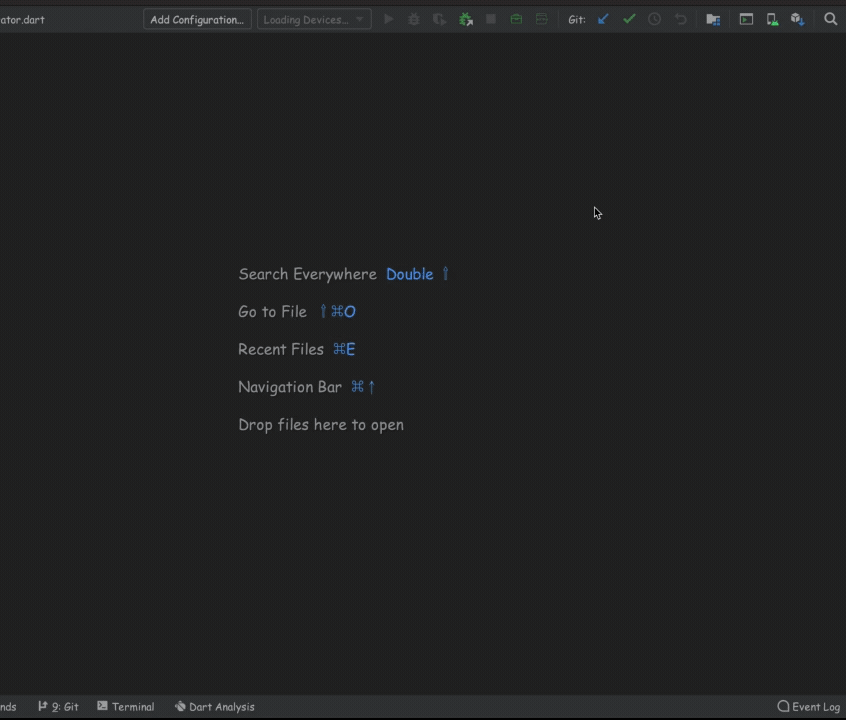 ator.dart Add Configuration... Loading Devices... Git:
Search Everywhere Double ⇧
Go to File ⇧⌘O
Recent Files ⌘E
Navigation Bar ⌘↑
Drop files here to open
nds 9: Git Terminal Dart Analysis Event Log